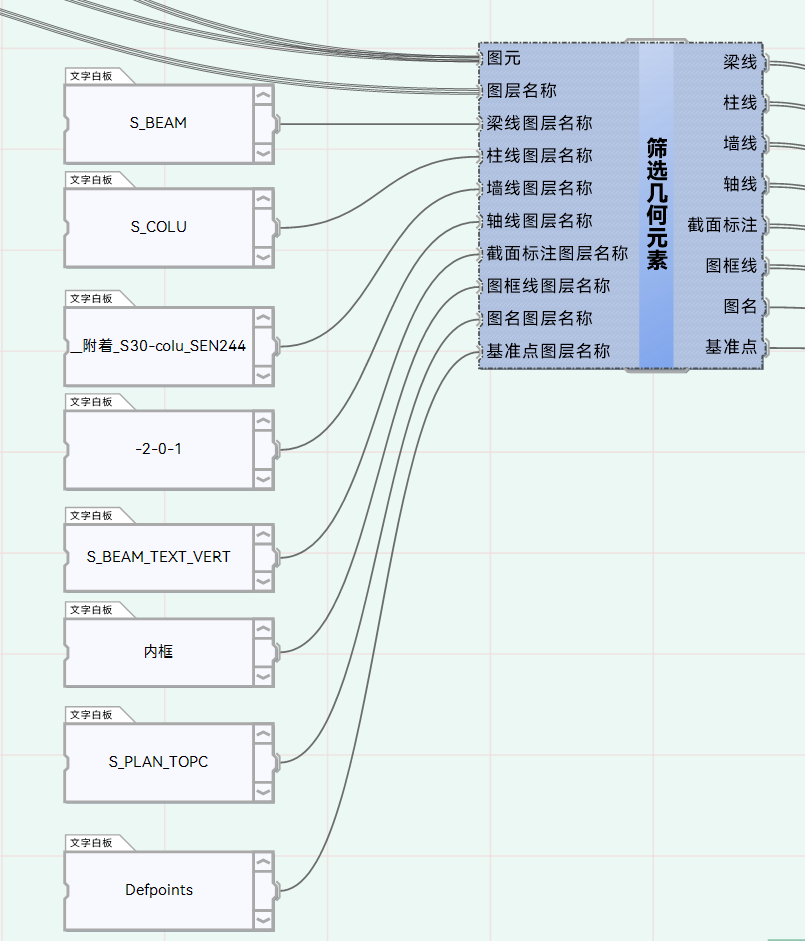 文字白板
S_BEAM
文字白板
S_COLU
文字白板
__附着_S30-colu_SEN244
文字白板
-2-0-1
文字白板
S_BEAM_TEXT_VERT
文字白板
内框
文字白板
S_PLAN_TOPC
文字白板
Defpoints
图元
图层名称
梁线图层名称
柱线图层名称
墙线图层名称
轴线图层名称
截面标注图层名称
图框线图层名称
图名图层名称
基准点图层名称
筛选几何元素
梁线
柱线
墙线
轴线
截面标注
图框线
图名
基准点